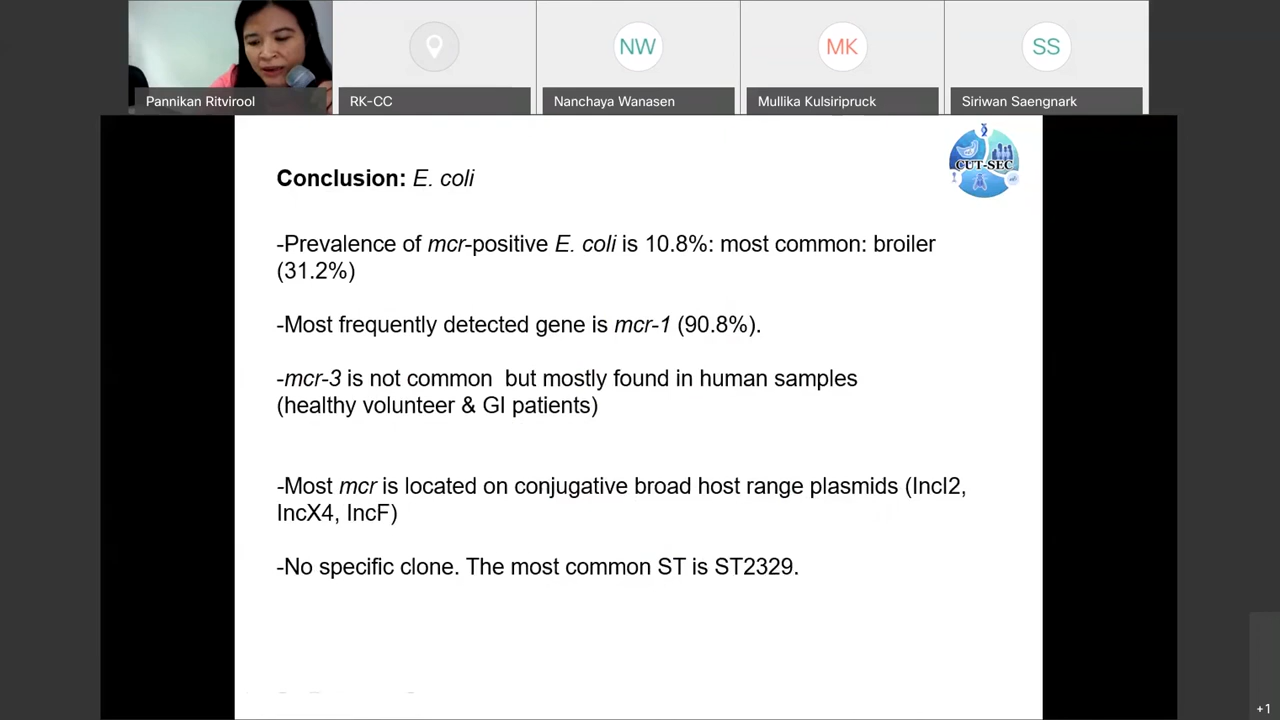 NW
MK
SS
Pannikan Ritvirool
RK-CC
Nanchaya Wanasen
Mullika Kulsiripruck
Siriwan Saengnark
CUT-SEC
Conclusion: E. coli
-Prevalence of mcr-positive E. coli is 10.8%: most common: broiler
(31.2%)
-Most frequently detected gene is mcr-1 (90.8%).
-mcr-3 is not common but mostly found in human samples
(healthy volunteer & GI patients)
-Most mcr is located on conjugative broad host range plasmids (IncI2,
IncX4, IncF)
-No specific clone. The most common ST is ST2329.
+1